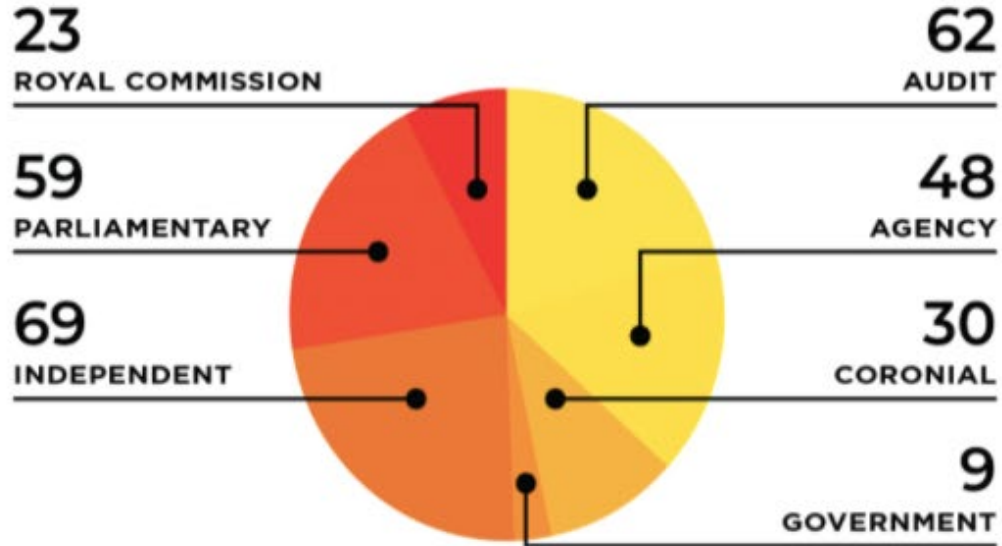 23
ROYAL COMMISSION
59
PARLIAMENTARY
69
INDEPENDENT
62
AUDIT
48
AGENCY
30
CORONIAL
9
GOVERNMENT